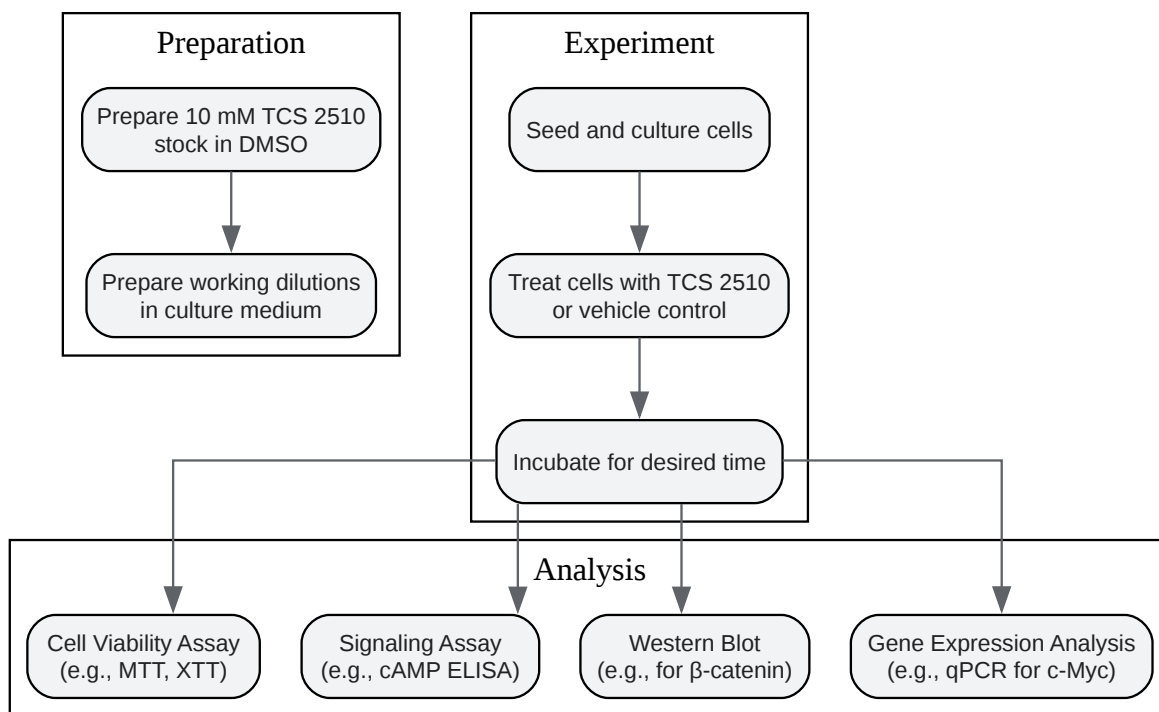 Preparation
Prepare 10 mM TCS 2510
stock in DMSO
Prepare working dilutions
in culture medium
Experiment
Seed and culture cells
Treat cells with TCS 2510
or vehicle control
Incubate for desired time
Analysis
Cell Viability Assay
(e.g., MTT, XTT)
Signaling Assay
(e.g., cAMP ELISA)
Western Blot
(e.g., for β-catenin)
Gene Expression Analysis
(e.g., qPCR for c-Myc)